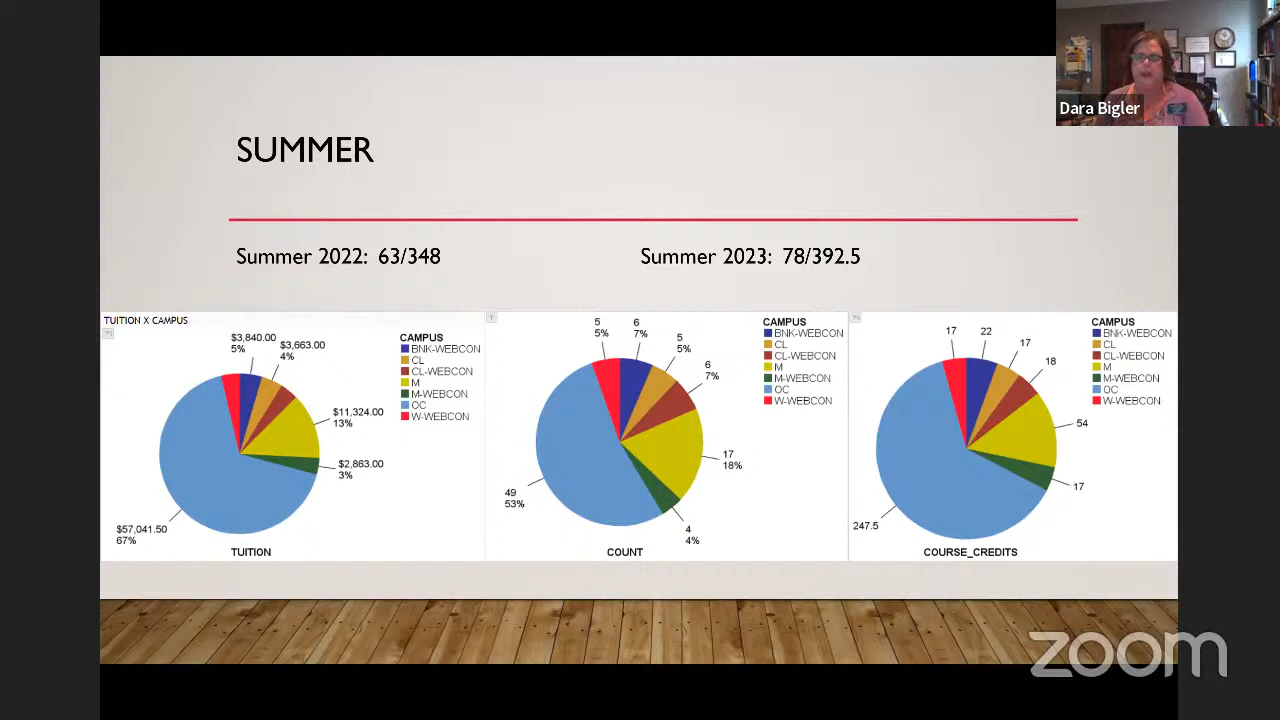 Dara Bigler
SUMMER
Summer 2022: 63/348
Summer 2023: 78/392.5
TUITION X CAMPUS
$3,840.00
5%
$3,663.00
4%
$11,324.00
13%
$2,863.00
3%
$57,041.50
67%
CAMPUS
BNK-WEBCON
CL
CL-WEBCON
M
M-WEBCON
OC
W-WEBCON
TUITION
5
5%
6
7%
5
5%
6
7%
17
18%
4
4%
49
53%
CAMPUS
BNK-WEBCON
CL
CL-WEBCON
M
M-WEBCON
OC
W-WEBCON
COUNT
17
22
17
18
54
17
247.5
CAMPUS
BNK-WEBCON
CL
CL-WEBCON
M
M-WEBCON
OC
W-WEBCON
COURSE_CREDITS
zoom